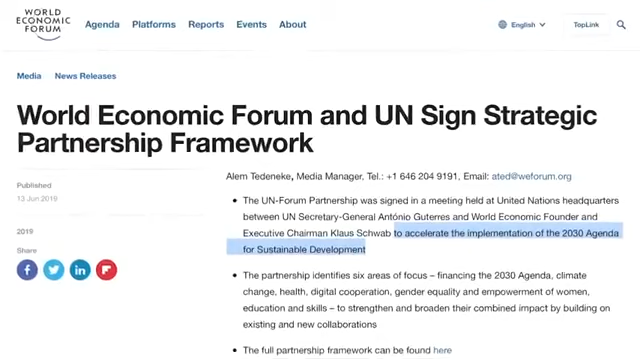 WORLD
ECONOMIC
FORUM
Agenda Platforms Reports Events About
English
TopLink
Media News Releases
World Economic Forum and UN Sign Strategic
Partnership Framework
Alem Tedeneke, Media Manager, Tel.: +1 646 204 9191, Email: ated@weforum.org
Published
13 Jun 2019
2019
Share
• The UN-Forum Partnership was signed in a meeting held at United Nations headquarters
between UN Secretary-General António Guterres and World Economic Founder and
Executive Chairman Klaus Schwab to accelerate the implementation of the 2030 Agenda
for Sustainable Development
• The partnership identifies six areas of focus – financing the 2030 Agenda, climate
change, health, digital cooperation, gender equality and empowerment of women,
education and skills – to strengthen and broaden their combined impact by building on
existing and new collaborations
• The full partnership framework can be found here